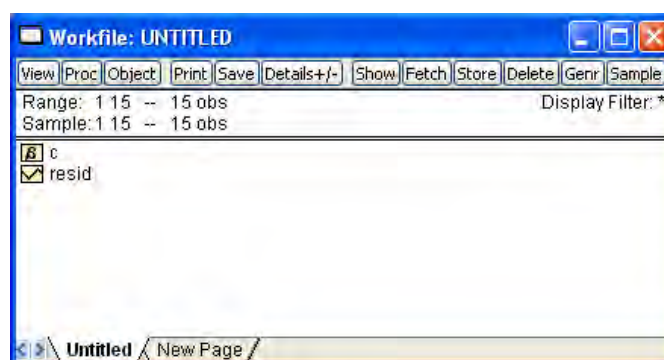 Workfile: UNTITLED
View Proc Object Print Save Details+/- Show Fetch Store Delete Genr Sample
Range: 1 15 -- 15 obs Display Filter: *
Sample: 1 15 -- 15 obs
β c
resid
Untitled New Page